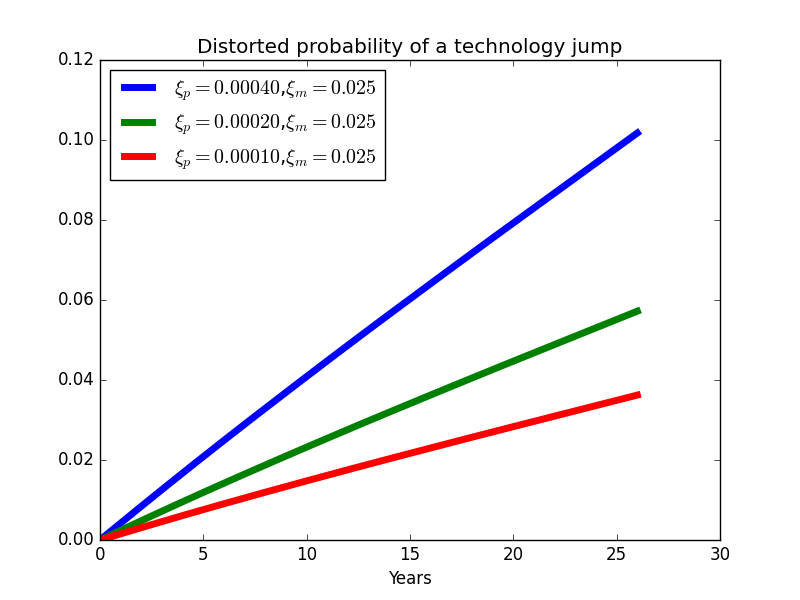 Distorted probability of a technology jump
0.12
0.10
0.08
0.06
0.04
0.02
0.00
ξₚ = 0.00040,ξₘ = 0.025
ξₚ = 0.00020,ξₘ = 0.025
ξₚ = 0.00010,ξₘ = 0.025
0 5 10 15 20 25 30
Years